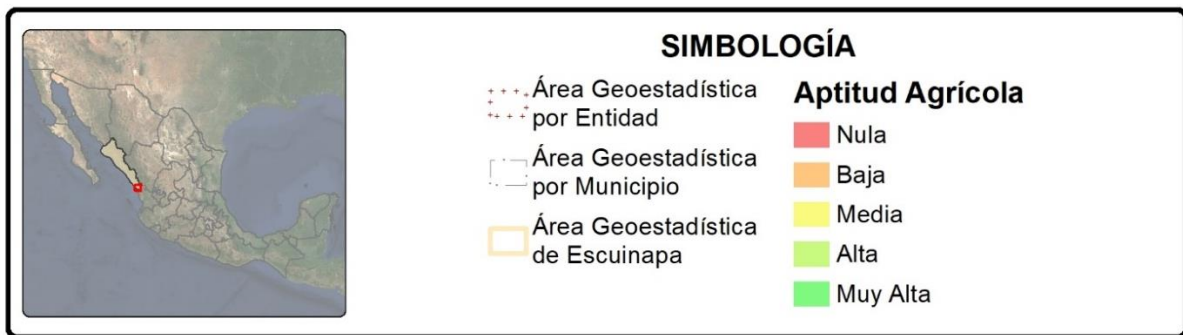 SIMBOLOGÍA
Área Geoestadística
por Entidad
Área Geoestadística
por Municipio
Área Geoestadística
de Escuinapa
Aptitud Agrícola
Nula
Baja
Media
Alta
Muy Alta